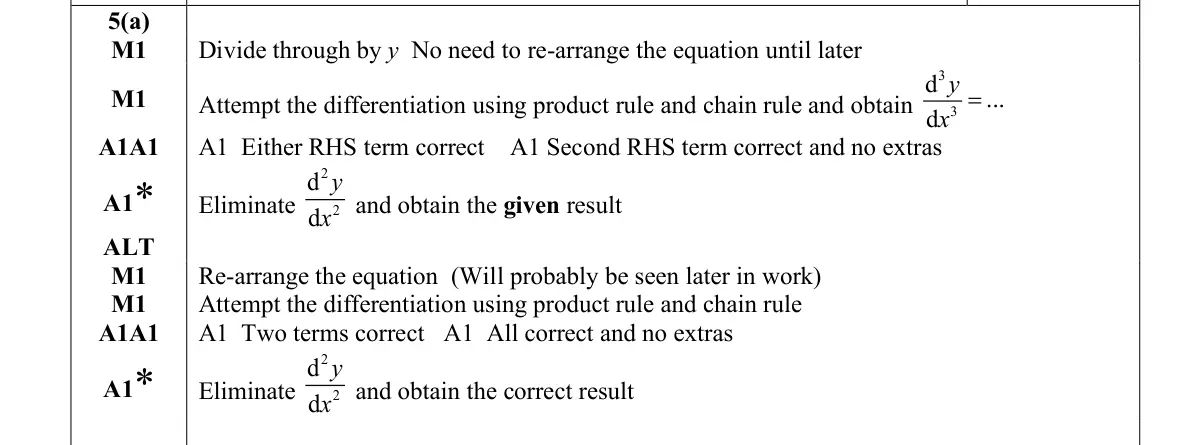 5(a)
M1 Divide through by y No need to re-arrange the equation until later
M1 Attempt the differentiation using product rule and chain rule and obtain d³y/dx³ = ...
A1A1 A1 Either RHS term correct A1 Second RHS term correct and no extras
A1* Eliminate d²y/dx² and obtain the given result
ALT
M1 Re-arrange the equation (Will probably be seen later in work)
M1 Attempt the differentiation using product rule and chain rule
A1A1 A1 Two terms correct A1 All correct and no extras
A1* Eliminate d²y/dx² and obtain the correct result